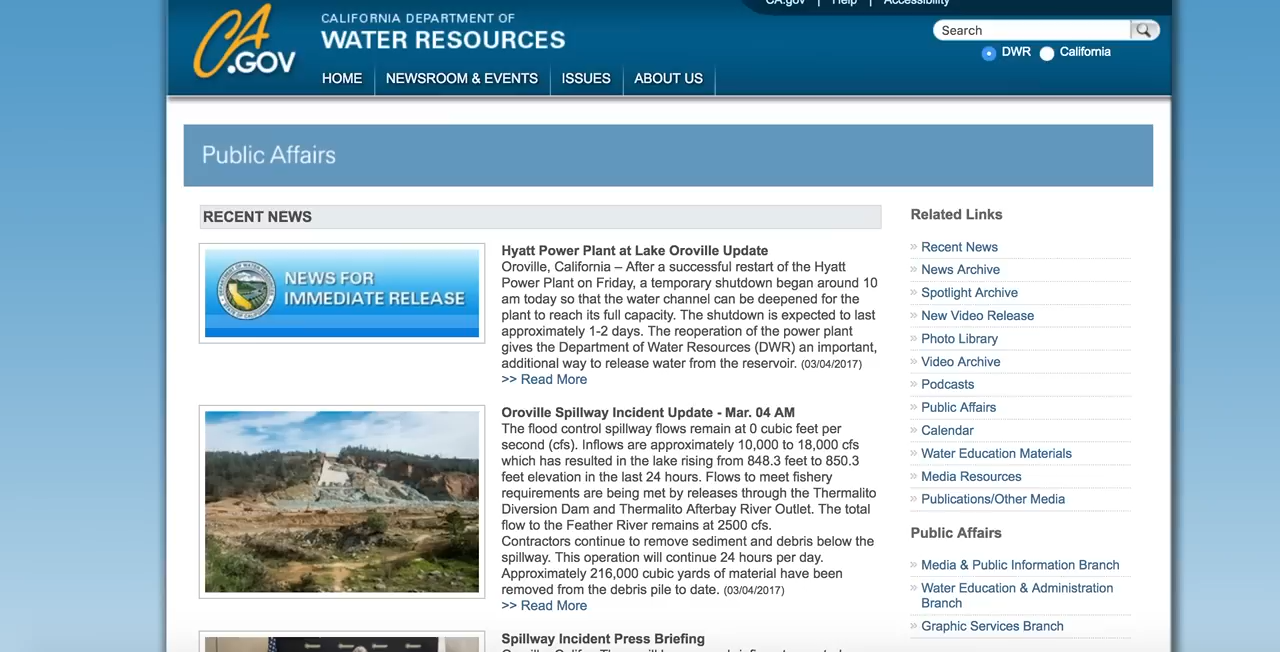 CA.gov | Help | Accessibility
CA.GOV
CALIFORNIA DEPARTMENT OF
WATER RESOURCES
Search
DWR California
HOME NEWSROOM & EVENTS ISSUES ABOUT US
Public Affairs
RECENT NEWS
NEWS FOR
IMMEDIATE RELEASE
Hyatt Power Plant at Lake Oroville Update
Oroville, California – After a successful restart of the Hyatt
Power Plant on Friday, a temporary shutdown began around 10
am today so that the water channel can be deepened for the
plant to reach its full capacity. The shutdown is expected to last
approximately 1-2 days. The reoperation of the power plant
gives the Department of Water Resources (DWR) an important,
additional way to release water from the reservoir. (03/04/2017)
>> Read More
Oroville Spillway Incident Update - Mar. 04 AM
The flood control spillway flows remain at 0 cubic feet per
second (cfs). Inflows are approximately 10,000 to 18,000 cfs
which has resulted in the lake rising from 848.3 feet to 850.3
feet elevation in the last 24 hours. Flows to meet fishery
requirements are being met by releases through the Thermalito
Diversion Dam and Thermalito Afterbay River Outlet. The total
flow to the Feather River remains at 2500 cfs.
Contractors continue to remove sediment and debris below the
spillway. This operation will continue 24 hours per day.
Approximately 216,000 cubic yards of material have been
removed from the debris pile to date. (03/04/2017)
>> Read More
Spillway Incident Press Briefing
Related Links
» Recent News
» News Archive
» Spotlight Archive
» New Video Release
» Photo Library
» Video Archive
» Podcasts
» Public Affairs
» Calendar
» Water Education Materials
» Media Resources
» Publications/Other Media
Public Affairs
» Media & Public Information Branch
» Water Education & Administration
Branch
» Graphic Services Branch